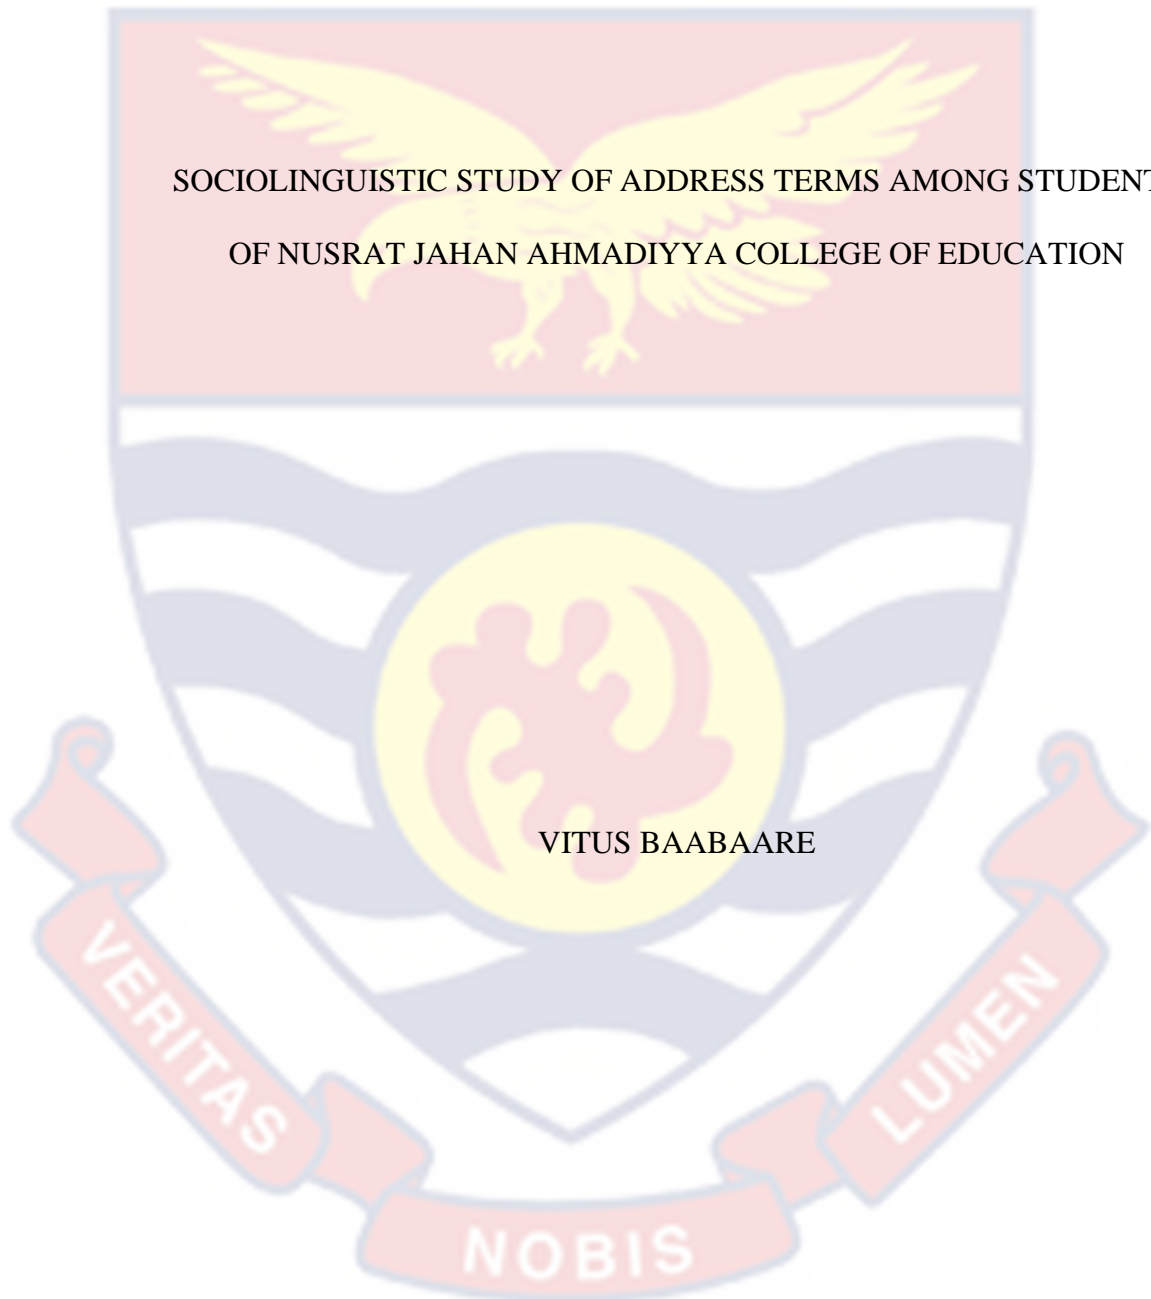 SOCIOLINGUISTIC STUDY OF ADDRESS TERMS AMONG STUDENT
OF NUSRAT JAHAN AHMADIYYA COLLEGE OF EDUCATION
VITUS BAABAARE
VERITAS
NOBIS
LUMEN